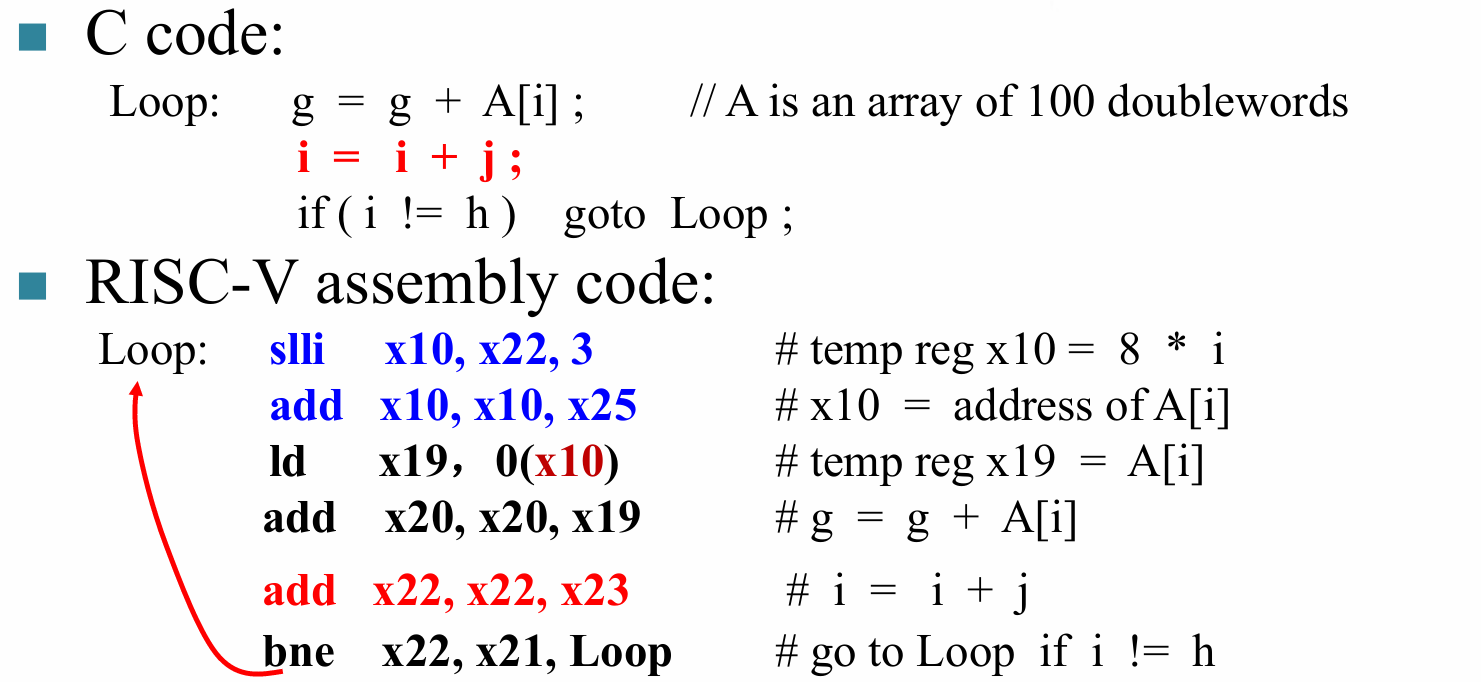 ■ C code:
Loop: g = g + A[i] ; // A is an array of 100 doublewords
i = i + j ;
if ( i != h ) goto Loop ;
■ RISC-V assembly code:
Loop: slli x10, x22, 3 # temp reg x10 = 8 * i
add x10, x10, x25 # x10 = address of A[i]
ld x19， 0(x10) # temp reg x19 = A[i]
add x20, x20, x19 # g = g + A[i]
add x22, x22, x23 # i = i + j
bne x22, x21, Loop # go to Loop if i != h